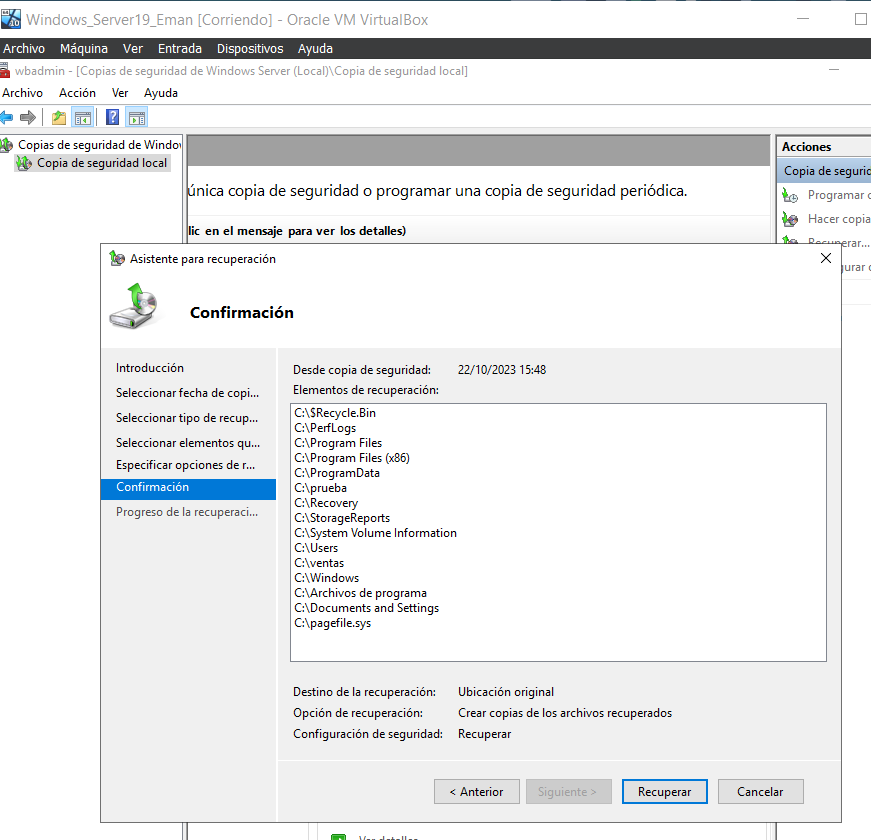 Windows_Server19_Eman [Corriendo] - Oracle VM VirtualBox
Archivo Máquina Ver Entrada Dispositivos Ayuda
wbadmin - [Copias de seguridad de Windows Server (Local)\Copia de seguridad local]
Archivo Acción Ver Ayuda
Copias de seguridad de Window
Copia de seguridad local
única copia de seguridad o programar una copia de seguridad periódica.
lic en el mensaje para ver los detalles)
Acciones
Copia de segurid
Programar c
Hacer copia
Recuperar...
gurar c
Asistente para recuperación
Confirmación
Introducción
Seleccionar fecha de copi...
Seleccionar tipo de recup...
Seleccionar elementos qu...
Especificar opciones de r...
Confirmación
Progreso de la recuperaci...
Desde copia de seguridad: 22/10/2023 15:48
Elementos de recuperación:
C:\$Recycle.Bin
C:\PerfLogs
C:\Program Files
C:\Program Files (x86)
C:\ProgramData
C:\prueba
C:\Recovery
C:\StorageReports
C:\System Volume Information
C:\Users
C:\ventas
C:\Windows
C:\Archivos de programa
C:\Documents and Settings
C:\pagefile.sys
Destino de la recuperación: Ubicación original
Opción de recuperación: Crear copias de los archivos recuperados
Configuración de seguridad: Recuperar
< Anterior Siguiente > Recuperar Cancelar
Ver detalles